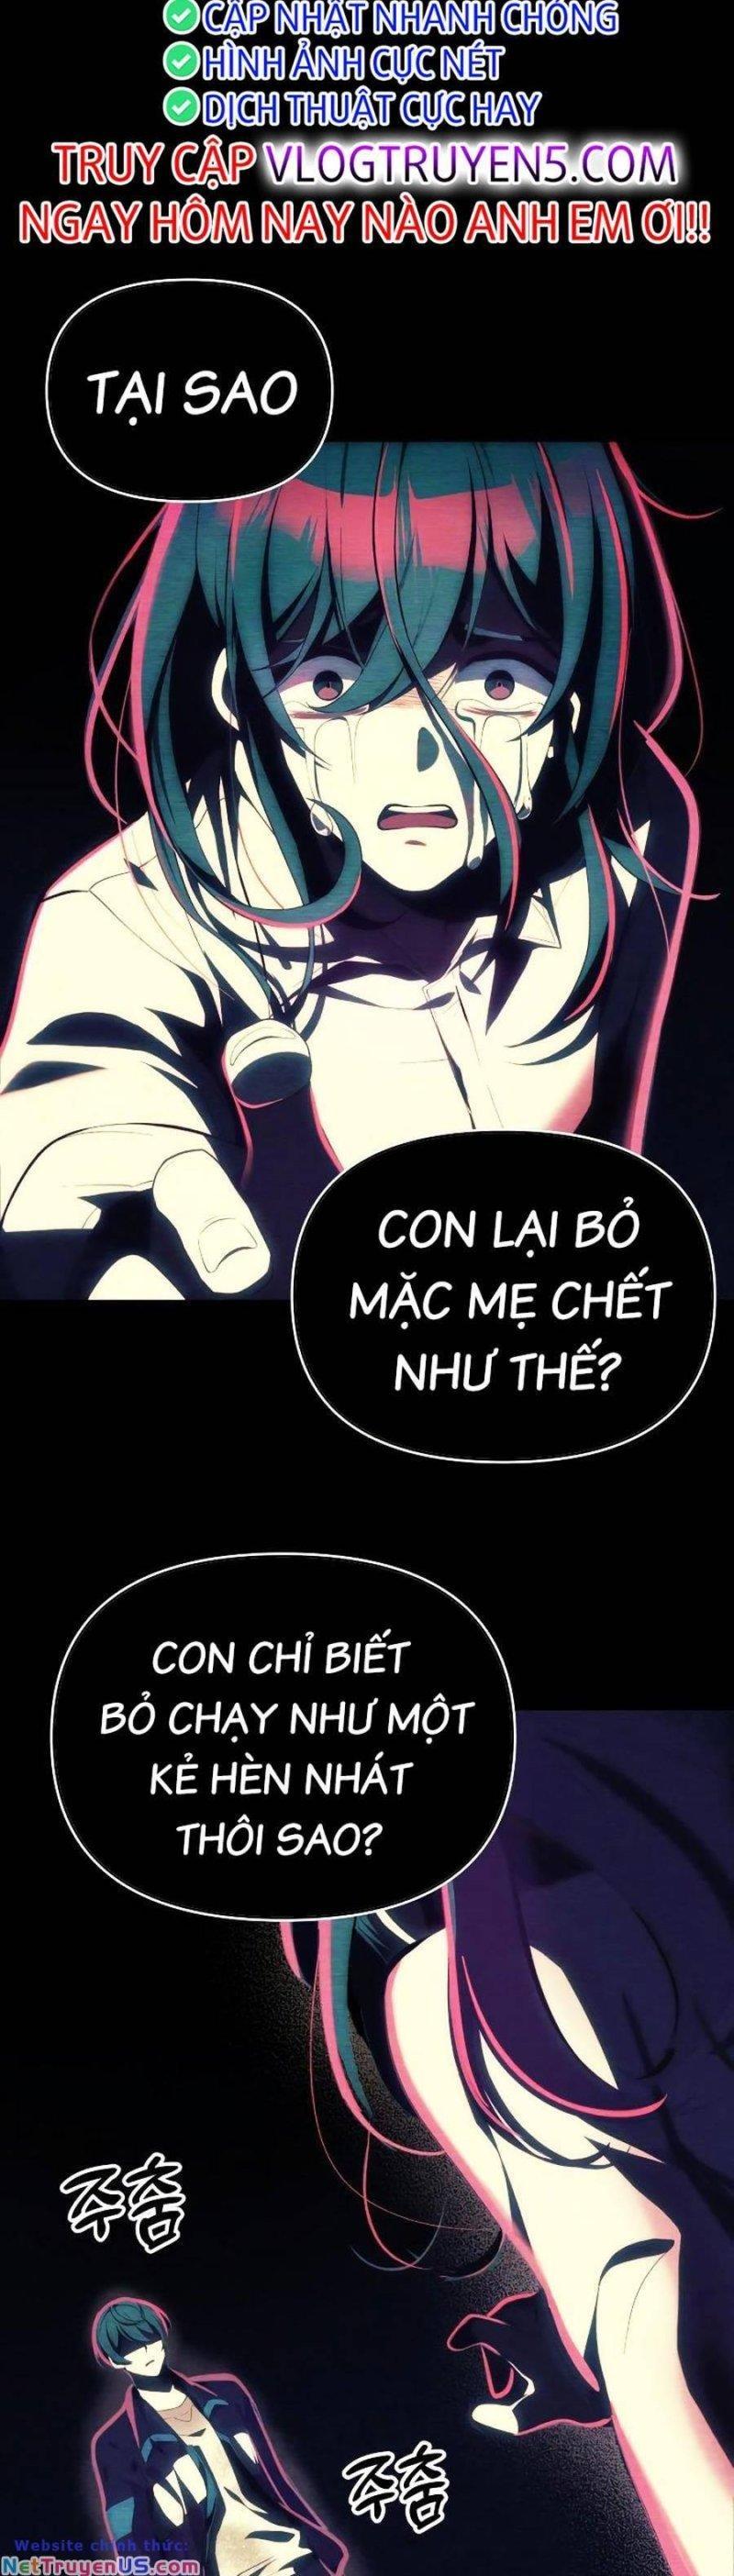 CẬP NHẬT NHANH CHÓNG
HÌNH ẢNH CỰC NÉT
DỊCH THUẬT CỰC HAY
TRUY CẬP VLOGTRUYEN5.COM
NGAY HÔM NAY NÀO ANH EM ƠI!!
TẠI SAO
CON LẠI BỎ
MẶC MẸ CHẾT
NHƯ THẾ?
CON CHỈ BIẾT
BỎ CHẠY NHƯ MỘT
KẺ HÈN NHÁT
THÔI SAO?
주춤
주춤
Website chính thức:
NetTruyenUS.com